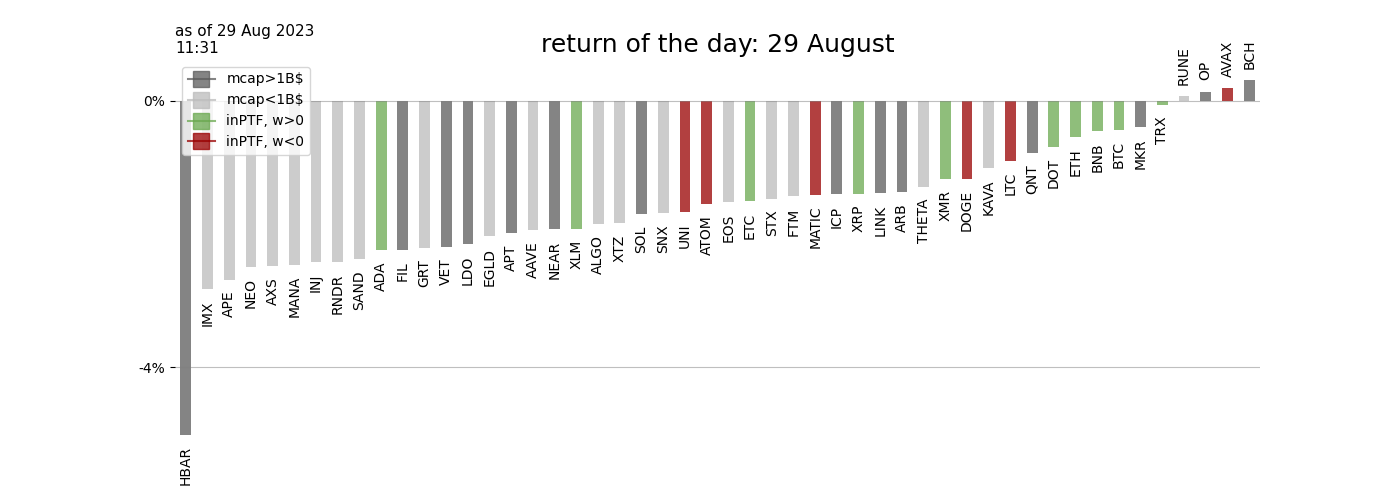 as of 29 Aug 2023
11:31
return of the day: 29 August
mcap>1B$
mcap<1B$
inPTF, w>0
inPTF, w<0
0%
-4%
HBAR
IMX
APE
NEO
AXS
MANA
INJ
RNDR
SAND
ADA
FIL
GRT
VET
LDO
EGLD
APT
AAVE
NEAR
XLM
ALGO
XTZ
SOL
SNX
UNI
ATOM
EOS
ETC
STX
FTM
MATIC
ICP
XRP
LINK
ARB
THETA
XMR
DOGE
KAVA
LTC
QNT
DOT
ETH
BNB
BTC
MKR
TRX
RUNE
OP
AVAX
BCH